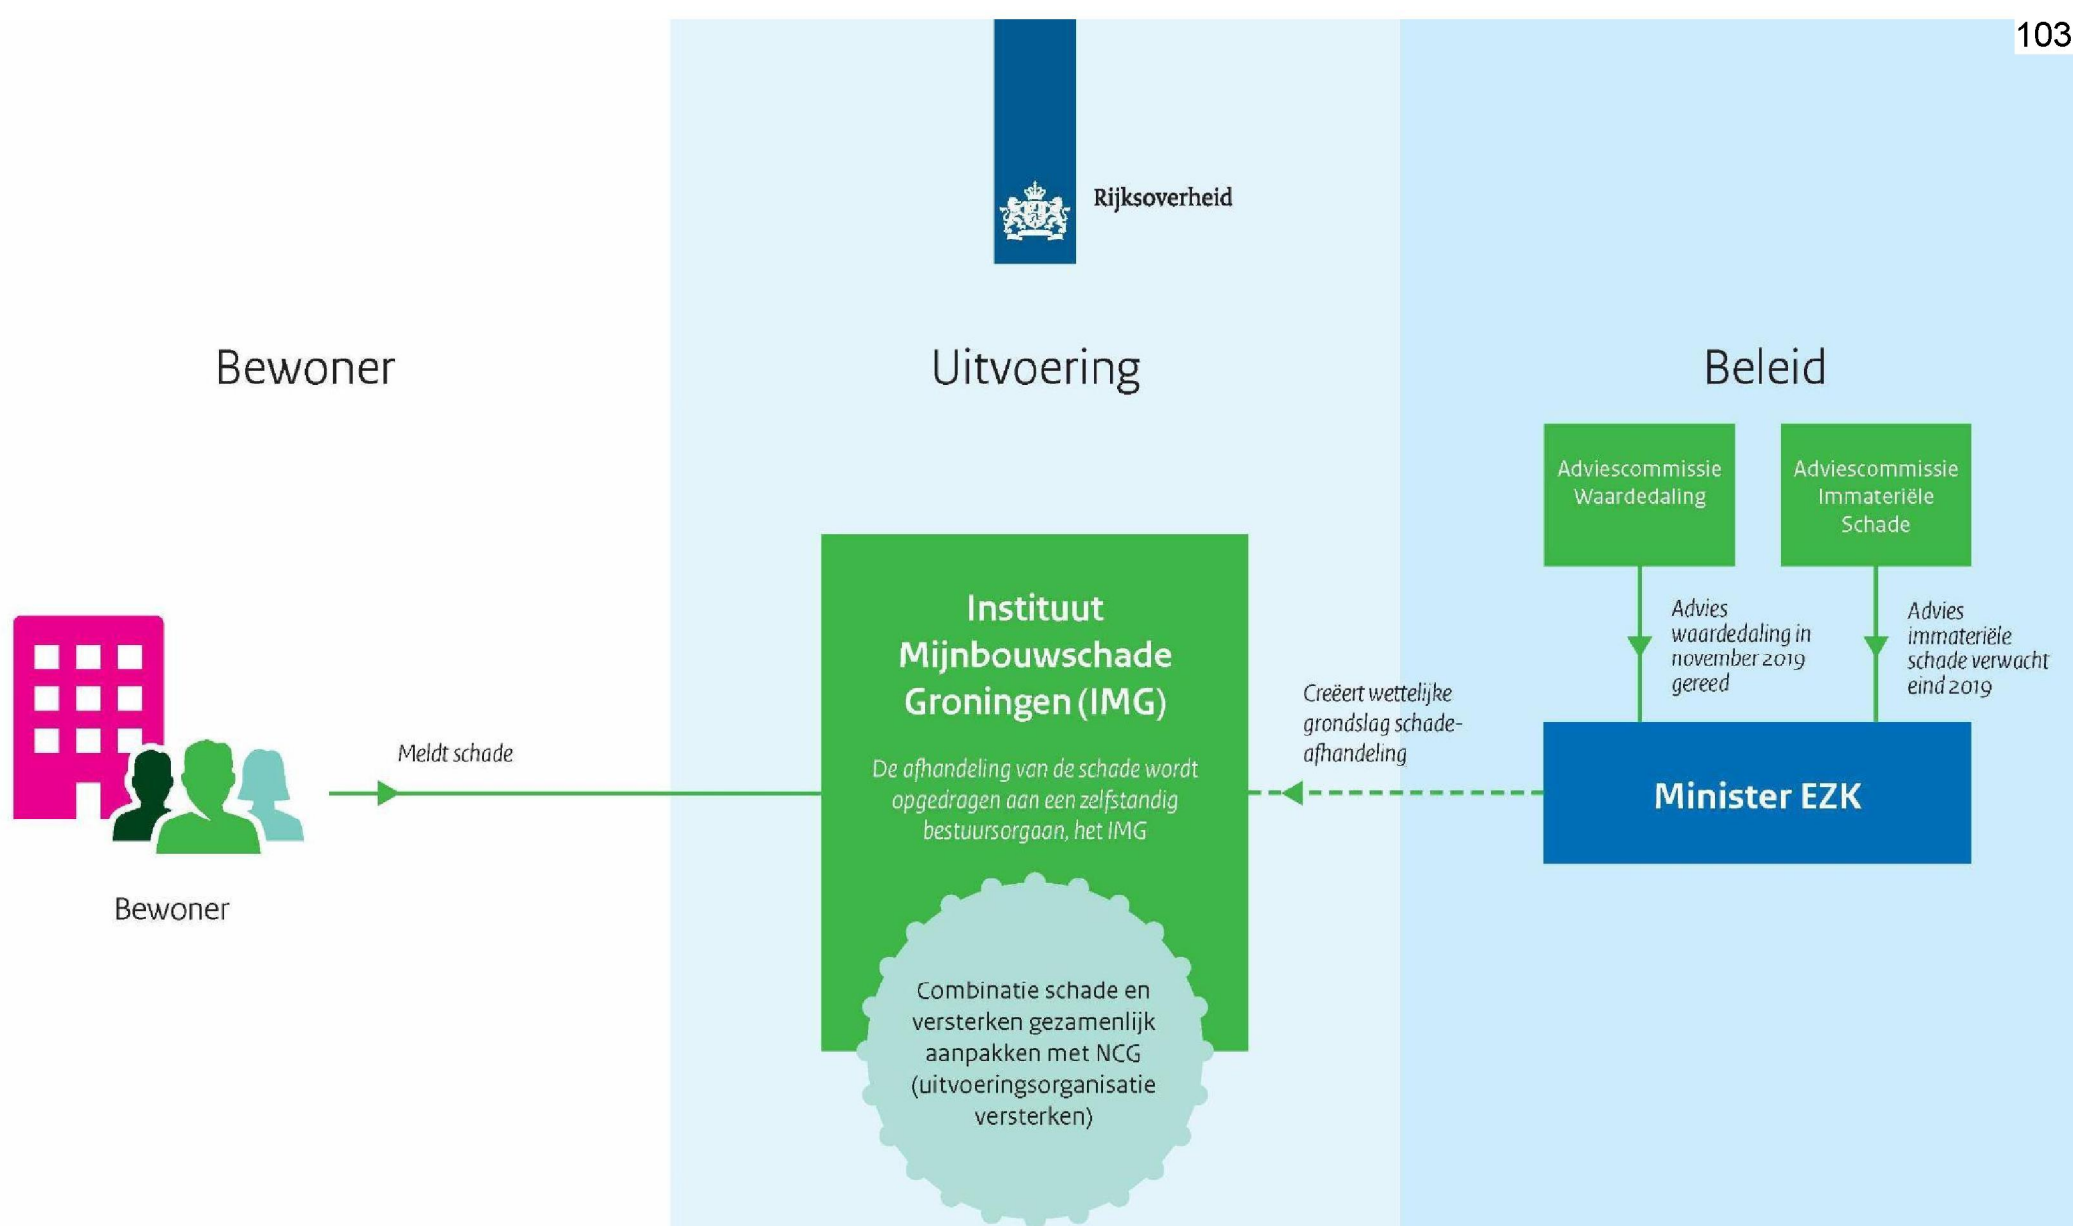 103
Rijksoverheid
Bewoner
Uitvoering
Beleid
Adviescommissie
Waardedaling
Adviescommissie
Immateriële
Schade
Advies
waardedaling in
november 2019
gereed
Advies
immateriële
schade verwacht
eind 2019
Instituut
Mijnbouwschade
Groningen (IMG)
De afhandeling van de schade wordt
opgedragen aan een zelfstandig
bestuursorgaan, het IMG
Creëert wettelijke
grondslag schade-
afhandeling
Minister EZK
Meldt schade
Bewoner
Combinatie schade en
versterken gezamenlijk
aanpakken met NCG
(uitvoeringsorganisatie
versterken)